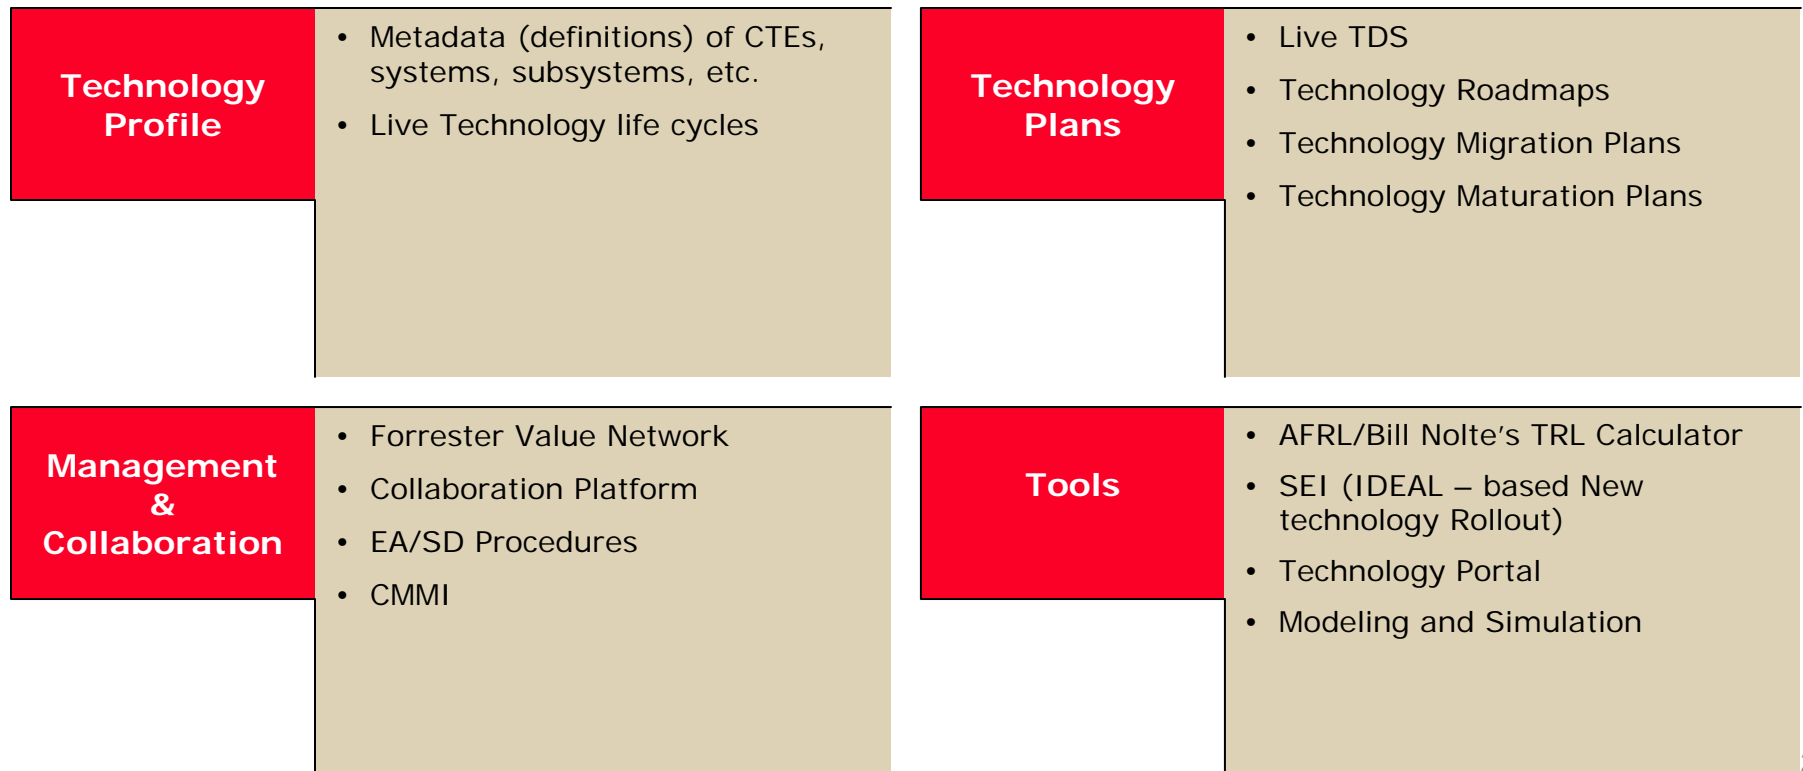 Technology
Profile
• Metadata (definitions) of CTEs,
systems, subsystems, etc.
• Live Technology life cycles
Technology
Plans
• Live TDS
• Technology Roadmaps
• Technology Migration Plans
• Technology Maturation Plans
Management
&
Collaboration
• Forrester Value Network
• Collaboration Platform
• EA/SD Procedures
• CMMI
Tools
• AFRL/Bill Nolte’s TRL Calculator
• SEI (IDEAL – based New
technology Rollout)
• Technology Portal
• Modeling and Simulation